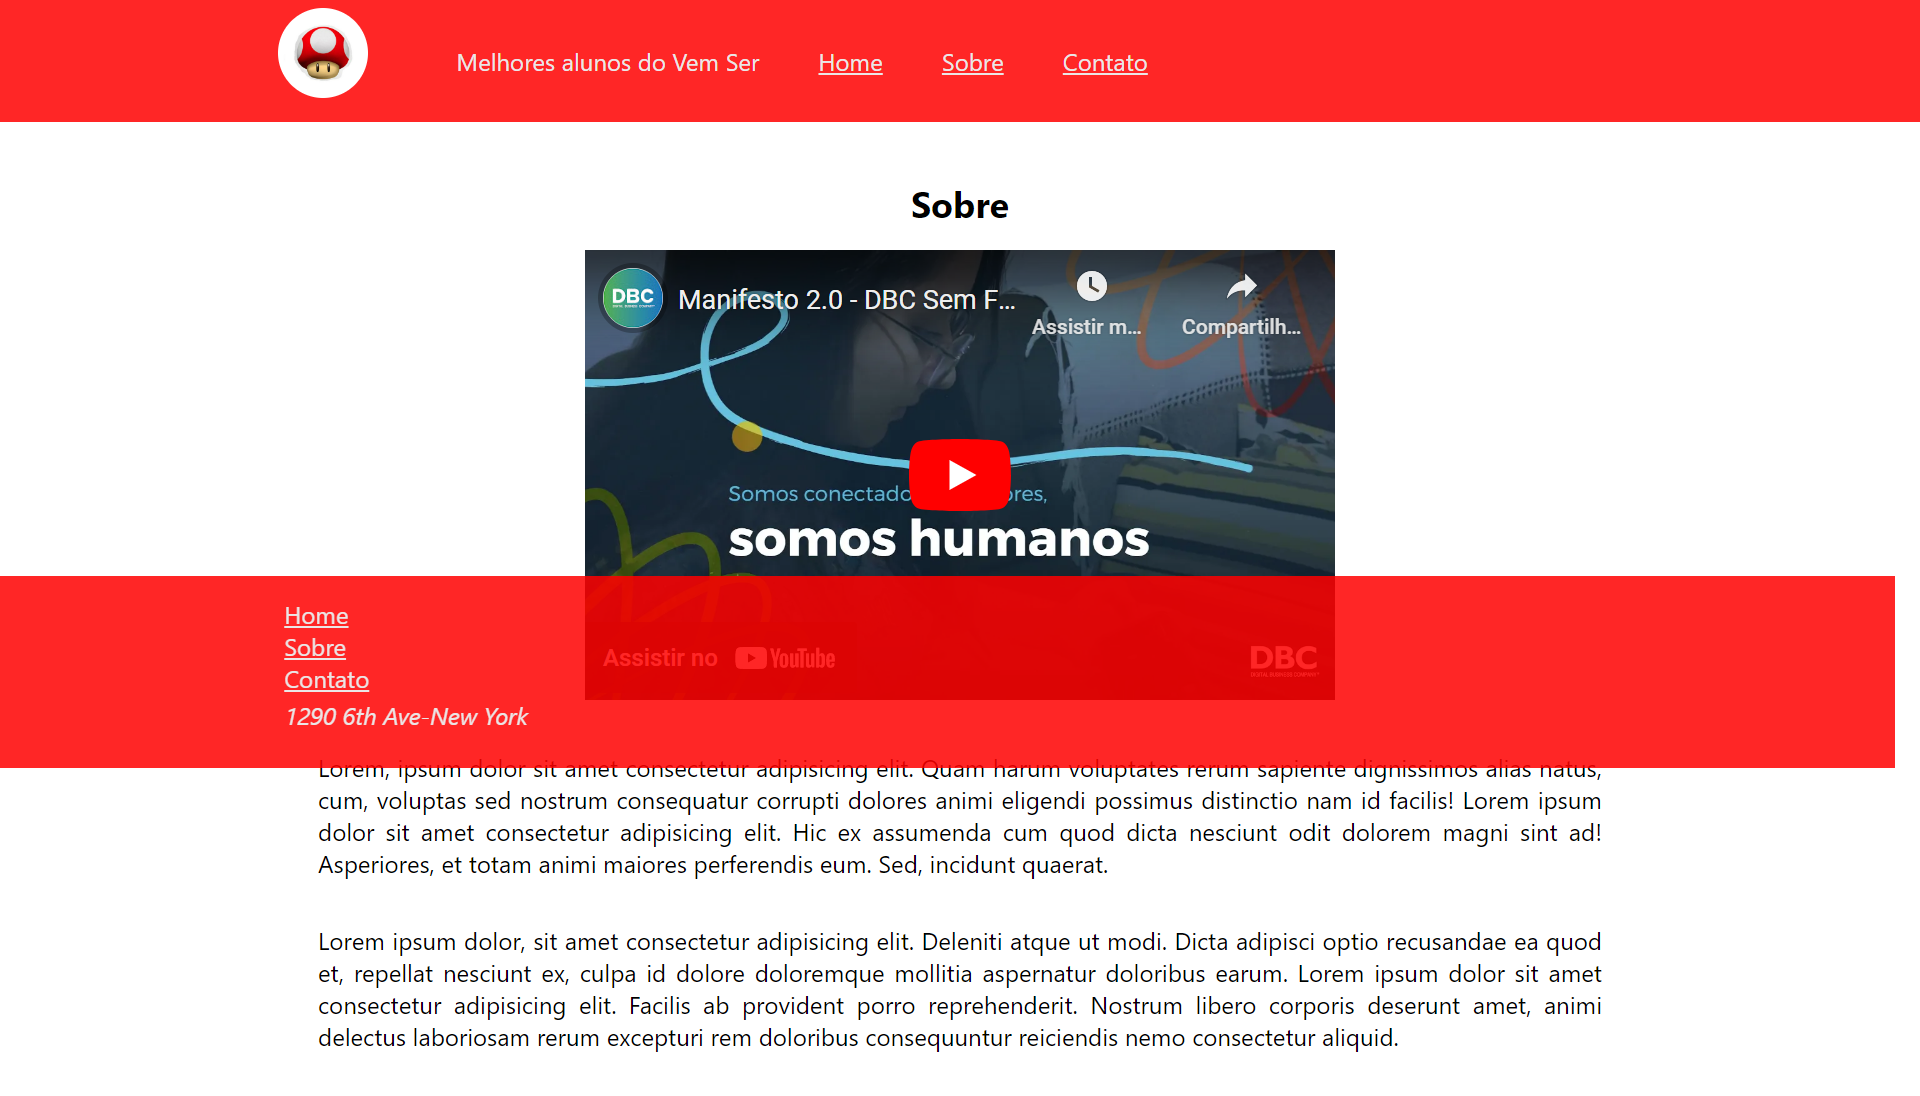 Melhores alunos do Vem Ser Home Sobre Contato
Sobre
DBC
Manifesto 2.0 - DBC Sem F...
Assistir m... Compartilh...
Somos conectado res,
somos humanos
Home
Sobre
Contato
1290 6th Ave-New York
Assistir no YouTube
DBC
DIGITAL BUSINESS COMPANY
Lorem, ipsum dolor sit amet consectetur adipisicing elit. Quam harum voluptates rerum sapiente dignissimos alias natus,
cum, voluptas sed nostrum consequatur corrupti dolores animi eligendi possimus distinctio nam id facilis! Lorem ipsum
dolor sit amet consectetur adipisicing elit. Hic ex assumenda cum quod dicta nesciunt odit dolorem magni sint ad!
Asperiores, et totam animi maiores perferendis eum. Sed, incidunt quaerat.
Lorem ipsum dolor, sit amet consectetur adipisicing elit. Deleniti atque ut modi. Dicta adipisci optio recusandae ea quod
et, repellat nesciunt ex, culpa id dolore doloremque mollitia aspernatur doloribus earum. Lorem ipsum dolor sit amet
consectetur adipisicing elit. Facilis ab provident porro reprehenderit. Nostrum libero corporis deserunt amet, animi
delectus laboriosam rerum excepturi rem doloribus consequuntur reiciendis nemo consectetur aliquid.